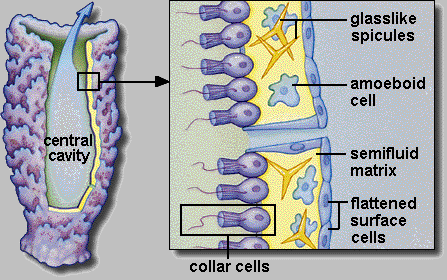 central
cavity
glasslike
spicules
amoeboid
cell
semifluid
matrix
flattened
surface
cells
collar cells